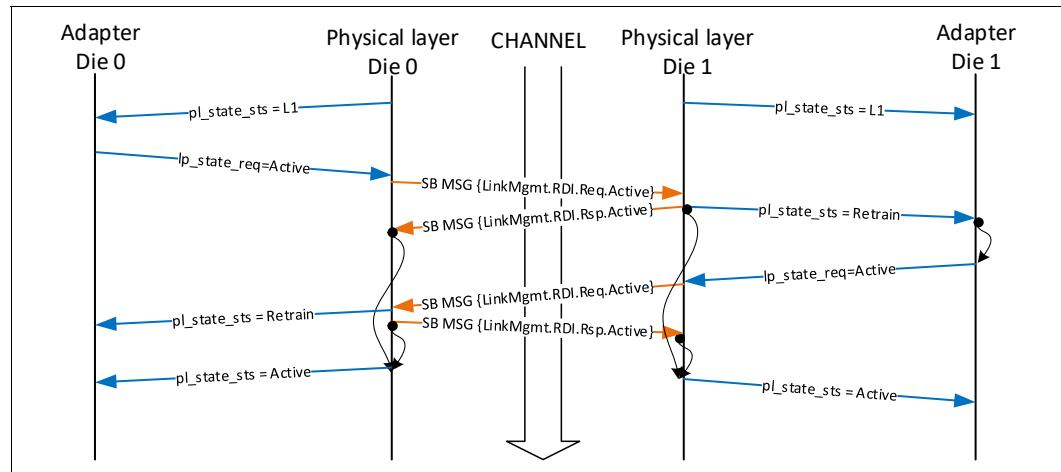 Adapter
Die 0
Physical layer
Die 0
CHANNEL
Physical layer
Die 1
Adapter
Die 1
pl_state_sts = L1
pl_state_sts = L1
lp_state_req=Active
SB MSG {LinkMgmt.RDI.Req.Active}
SB MSG {LinkMgmt.RDI.Rsp.Active}
pl_state_sts = Retrain
lp_state_req=Active
SB MSG {LinkMgmt.RDI.Req.Active}
pl_state_sts = Retrain
SB MSG {LinkMgmt.RDI.Rsp.Active}
pl_state_sts = Active
pl_state_sts = Active